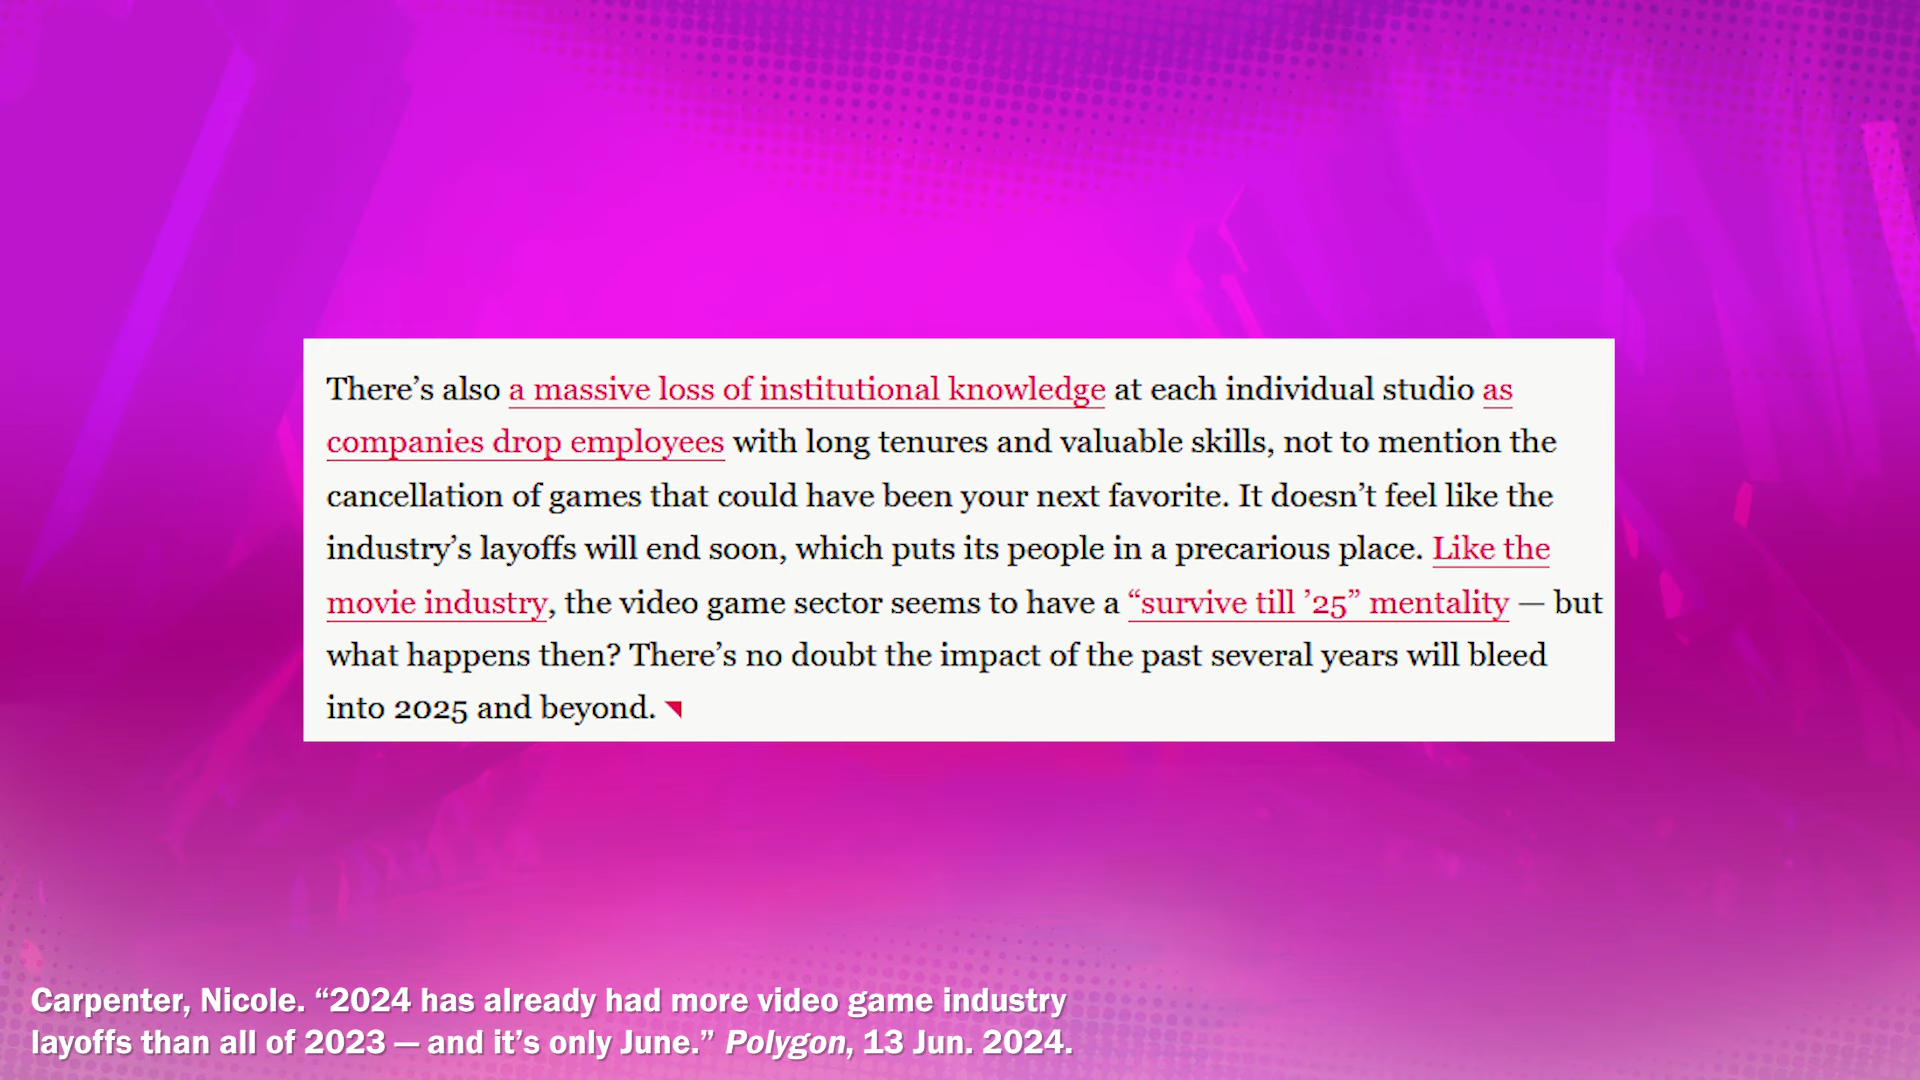 There’s also a massive loss of institutional knowledge at each individual studio as
companies drop employees with long tenures and valuable skills, not to mention the
cancellation of games that could have been your next favorite. It doesn’t feel like the
industry’s layoffs will end soon, which puts its people in a precarious place. Like the
movie industry, the video game sector seems to have a “survive till ’25” mentality — but
what happens then? There’s no doubt the impact of the past several years will bleed
into 2025 and beyond.
Carpenter, Nicole. “2024 has already had more video game industry
layoffs than all of 2023 — and it’s only June.” Polygon, 13 Jun. 2024.